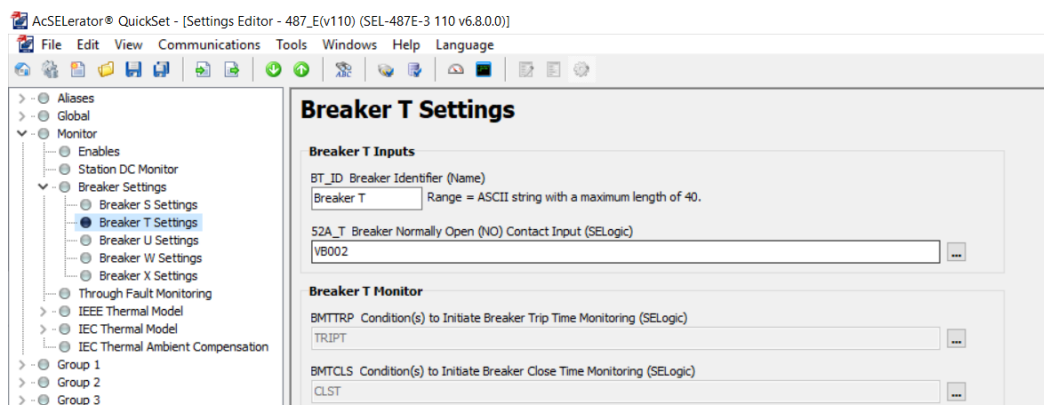 AcSELerator® QuickSet - [Settings Editor - 487_E(v110) (SEL-487E-3 110 v6.8.0.0)]
File Edit View Communications Tools Windows Help Language
Aliases
Global
Monitor
Enables
Station DC Monitor
Breaker Settings
Breaker S Settings
Breaker T Settings
Breaker U Settings
Breaker W Settings
Breaker X Settings
Through Fault Monitoring
IEEE Thermal Model
IEC Thermal Model
IEC Thermal Ambient Compensation
Group 1
Group 2
Group 3
Breaker T Settings
Breaker T Inputs
BT_ID Breaker Identifier (Name)
Breaker T Range = ASCII string with a maximum length of 40.
52A_T Breaker Normally Open (NO) Contact Input (SELogic)
VB002 ...
Breaker T Monitor
BMTTRP Condition(s) to Initiate Breaker Trip Time Monitoring (SELogic)
TRIPT ...
BMTCLS Condition(s) to Initiate Breaker Close Time Monitoring (SELogic)
CLST ...